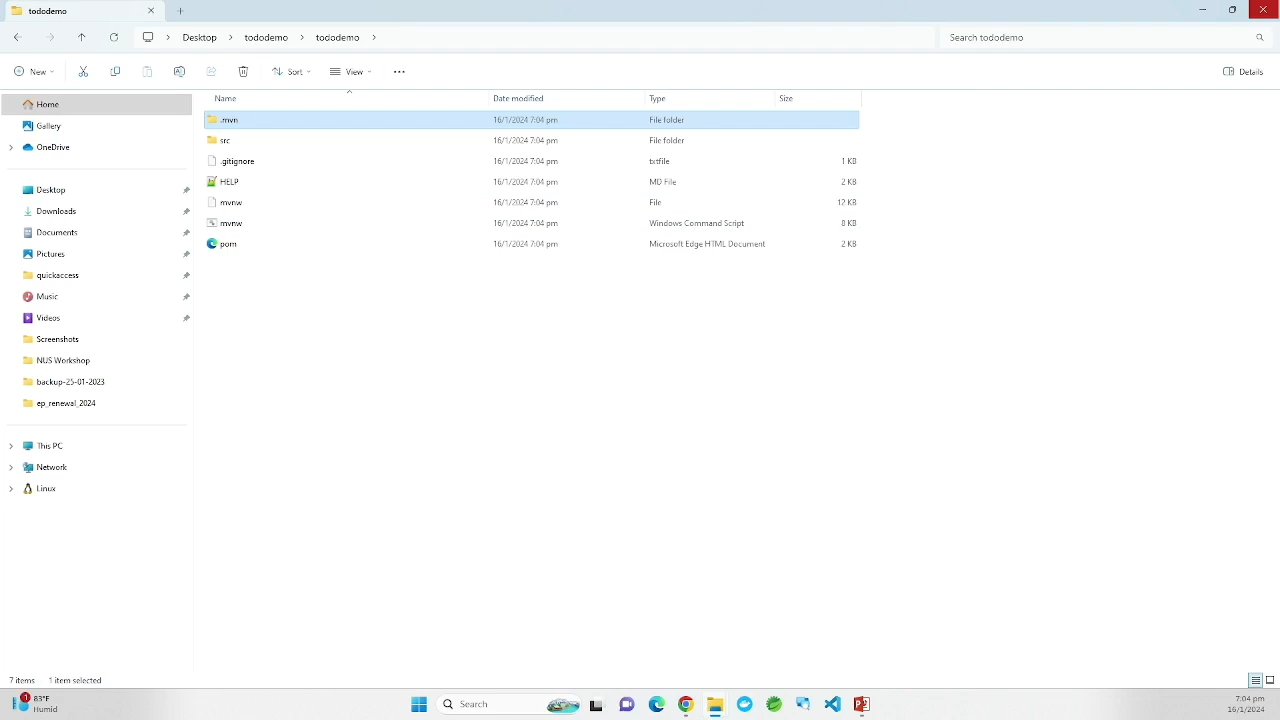 tododemo
Desktop tododemo tododemo
Search tododemo
New
Sort
View
Details
Name Date modified Type Size
Home
Gallery
OneDrive
Desktop
Downloads
Documents
Pictures
quickaccess
Music
Videos
Screenshots
NUS Workshop
backup-25-01-2023
ep_renewal_2024
This PC
Network
Linux
.mvn 16/1/2024 7:04 pm File folder
src 16/1/2024 7:04 pm File folder
.gitignore 16/1/2024 7:04 pm txtfile 1 KB
HELP 16/1/2024 7:04 pm MD File 2 KB
mvnw 16/1/2024 7:04 pm File 12 KB
mvnw 16/1/2024 7:04 pm Windows Command Script 8 KB
pom 16/1/2024 7:04 pm Microsoft Edge HTML Document 2 KB
7 items 1 item selected
1
83°F
Humid
Search
7:04 pm
16/1/2024